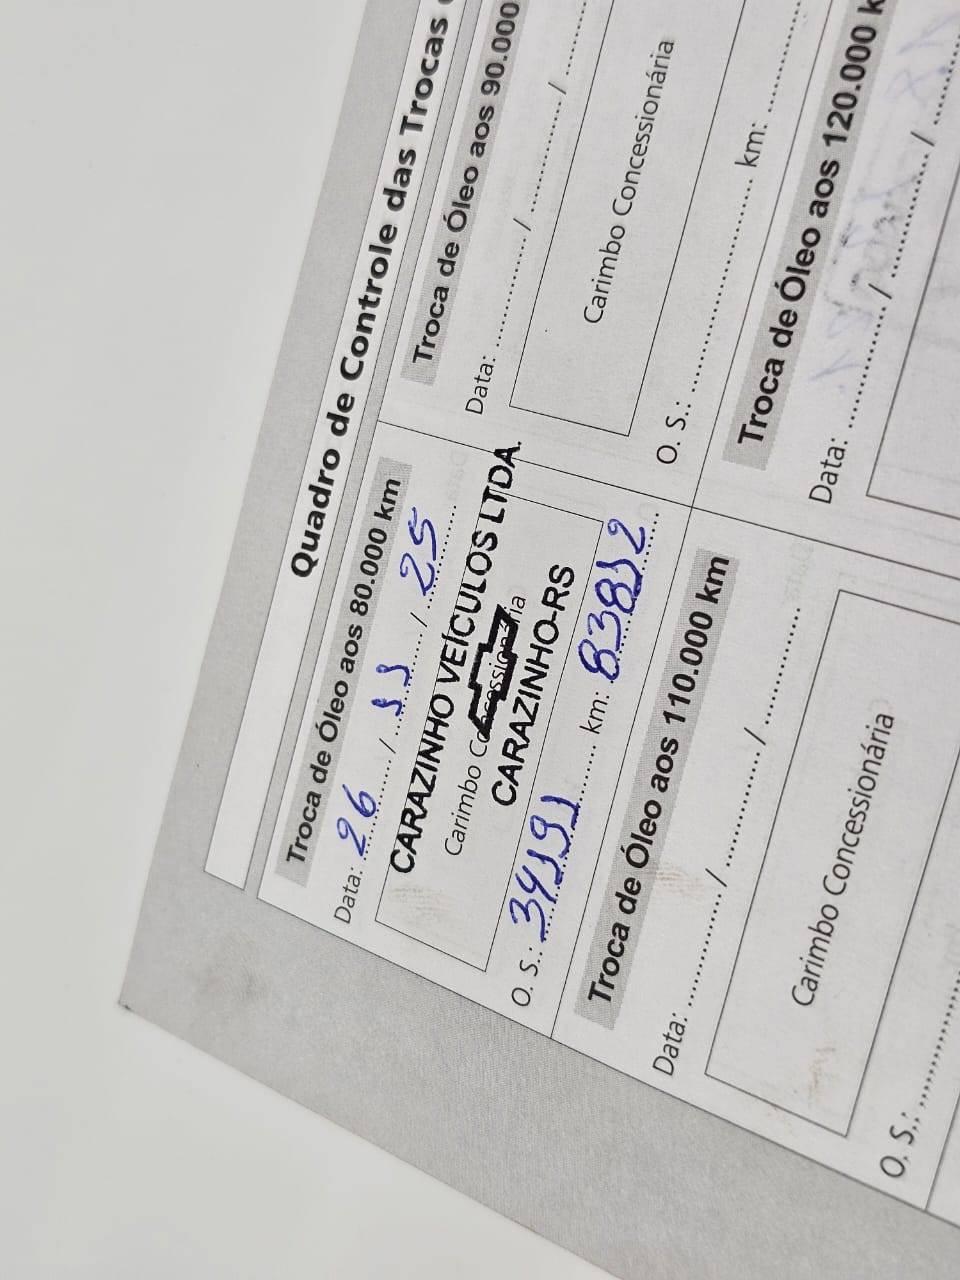 Quadro de Controle das Trocas
Troca de Óleo aos 80.000 km
Data: 26 / 11 / 25
CARAZINHO VEÍCULOS LTDA.
Carimbo Concessionária
CARAZINHO-RS
O. S.: 34191 km: 83812
Troca de Óleo aos 90.000
Data: / /
Carimbo Concessionária
O. S.: km:
Troca de Óleo aos 110.000 km
Data: / /
Carimbo Concessionária
O. S.:
Troca de Óleo aos 120.000 k
Data: / /